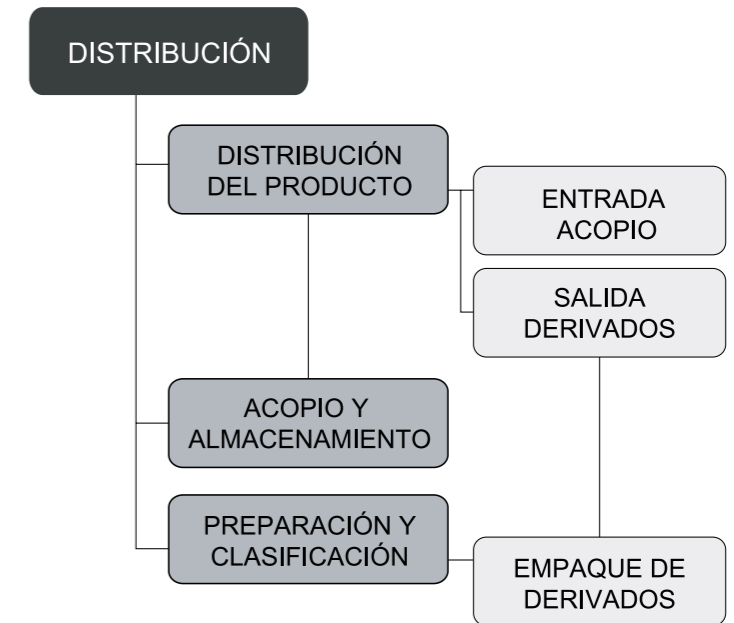 DISTRIBUCIÓN
DISTRIBUCIÓN
DEL PRODUCTO
ENTRADA
ACOPIO
SALIDA
DERIVADOS
ACOPIO Y
ALMACENAMIENTO
PREPARACIÓN Y
CLASIFICACIÓN
EMPAQUE DE
DERIVADOS